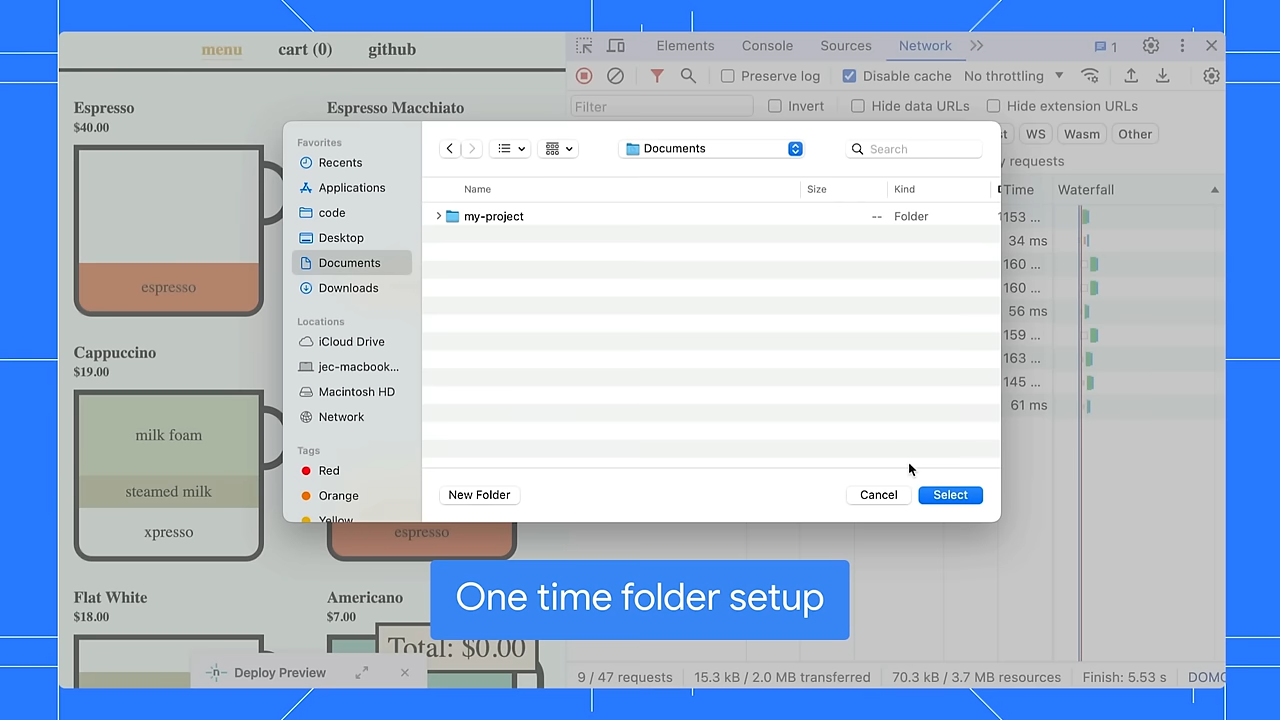 menu cart (0) github
Elements Console Sources Network 1
Preserve log Disable cache No throttling
Filter Invert Hide data URLs Hide extension URLs
WS Wasm Other
requests
Time Waterfall
34 ms
160 ...
160 ...
56 ms
159 ...
163 ...
145 ...
61 ms
Espresso
$40.00
espresso
Espresso Macchiato
Cappuccino
$19.00
milk foam
steamed milk
xpresso
espresso
Flat White
$18.00
Americano
$7.00
Total: $0.00
Deploy Preview
Favorites
Recents
Applications
code
Desktop
Documents
Downloads
Locations
iCloud Drive
jec-macbook...
Macintosh HD
Network
Tags
Red
Orange
Yellow
Documents
Search
Name Size Kind
my-project -- Folder
New Folder Cancel Select
One time folder setup
9 / 47 requests 15.3 kB / 2.0 MB transferred 70.3 kB / 3.7 MB resources Finish: 5.53 s DOMC